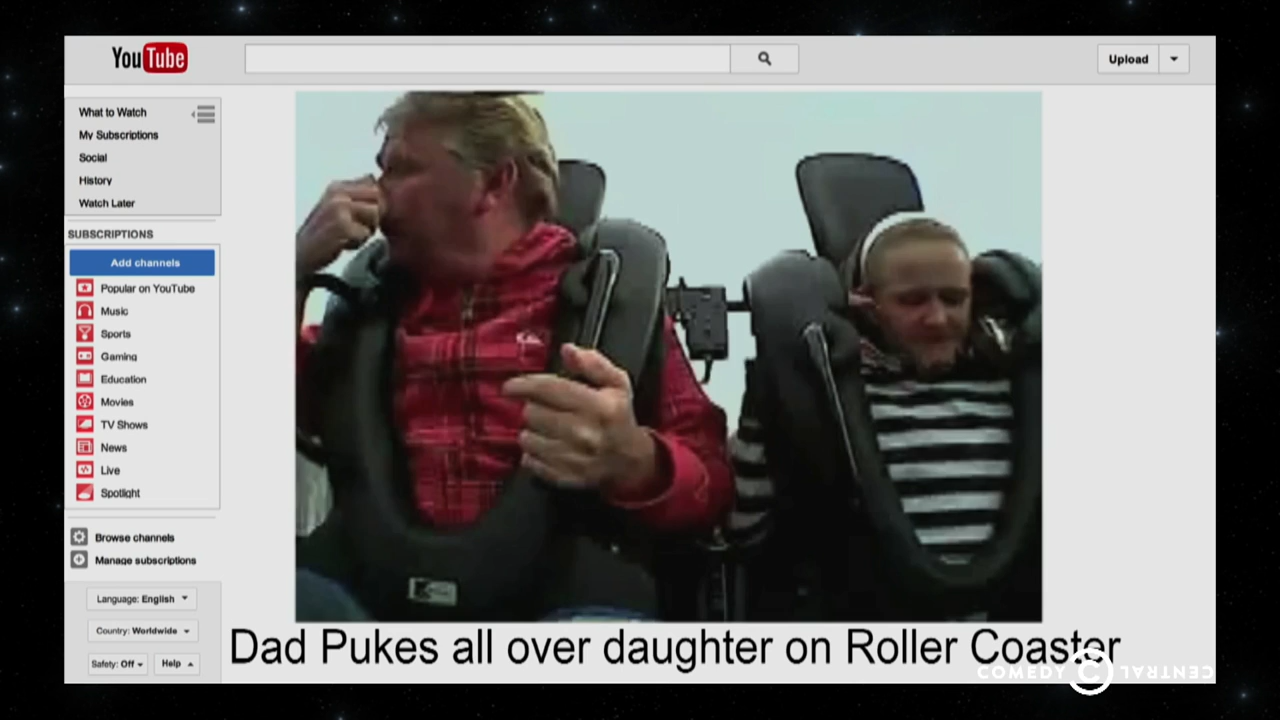 YouTube
Upload
What to Watch
My Subscriptions
Social
History
Watch Later
SUBSCRIPTIONS
Add channels
Popular on YouTube
Music
Sports
Gaming
Education
Movies
TV Shows
News
Live
Spotlight
Browse channels
Manage subscriptions
Language: English
Country: Worldwide
Safety: Off
Help
Dad Pukes all over daughter on Roller Coaster
COMEDY CENTRAL